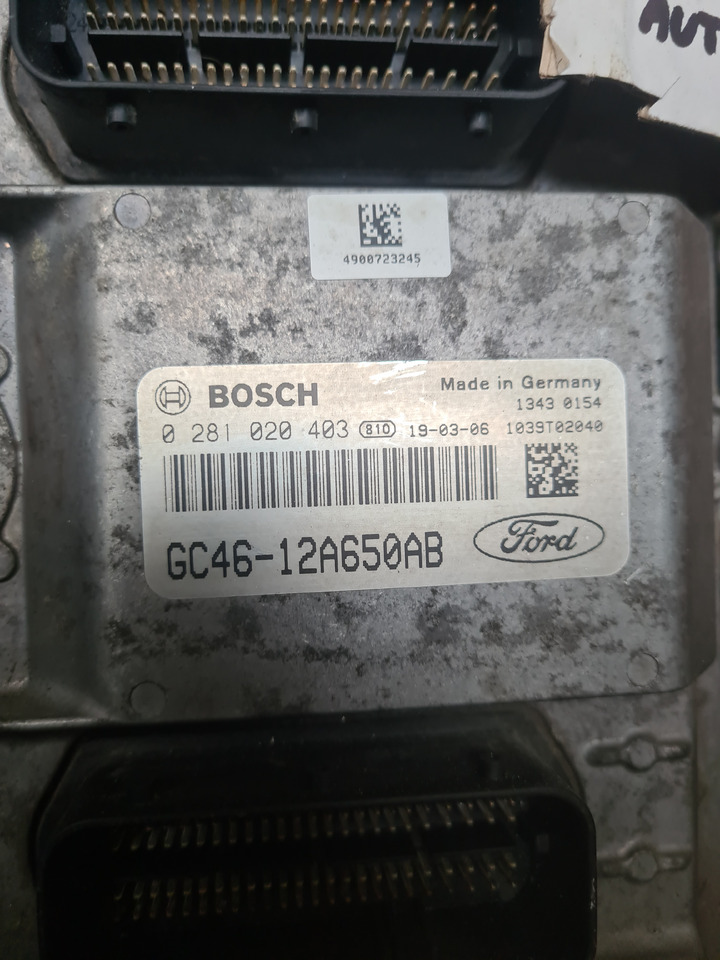 AUT
4900723245
BOSCH
Made in Germany
1343 0154
0 281 020 403 810 19-03-06 1039T02040
GC46-12A650AB
Ford